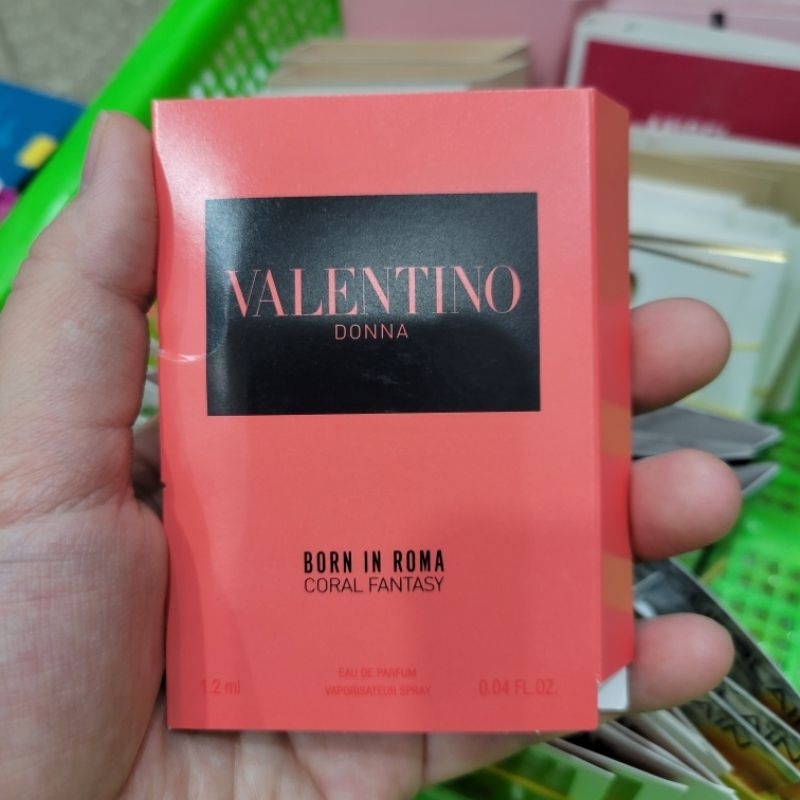 VALENTINO
DONNA
BORN IN ROMA
CORAL FANTASY
EAU DE PARFUM
1.2 ml VAPORISATEUR SPRAY 0.04 FL.OZ.